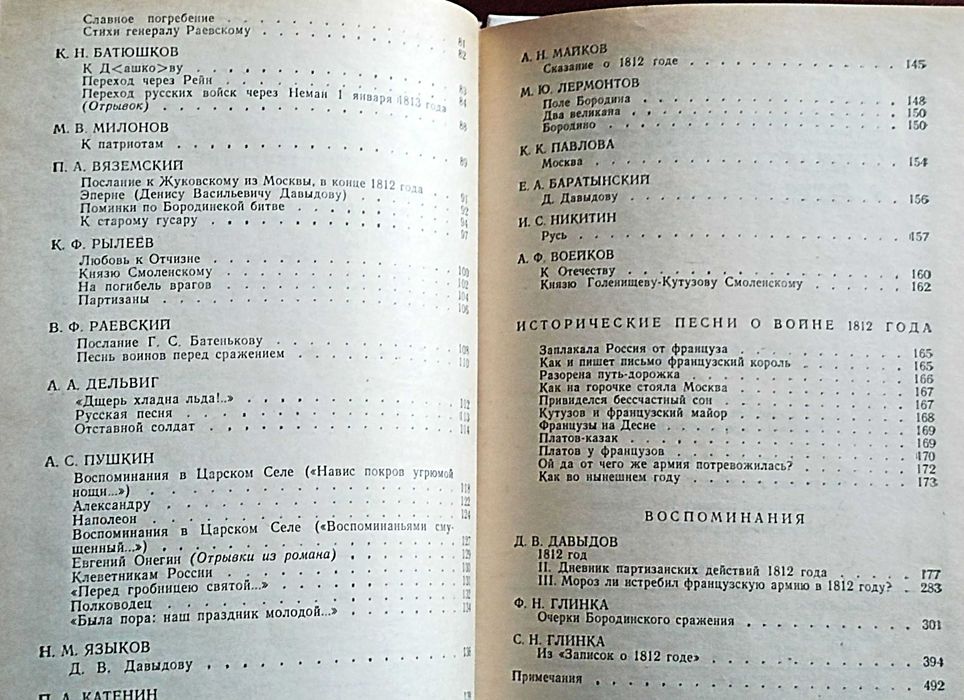 Славное погребение
Стихи генералу Раевскому 81
К. Н. БАТЮШКОВ 82
К Д<ашко>ву
Переход через Рейн 83
Переход русских войск через Неман 1 января 1813 года 84
(Отрывок) 88
М. В. МИЛОНОВ
К патриотам 89
П. А. ВЯЗЕМСКИЙ
Послание к Жуковскому из Москвы, в конце 1812 года 91
Эперне (Денису Васильевичу Давыдову) 92
Поминки по Бородинской битве 94
К старому гусару 97
К. Ф. РЫЛЕЕВ
Любовь к Отчизне 100
Князю Смоленскому 102
На погибель врагов 104
Партизаны 106
В. Ф. РАЕВСКИЙ
Послание Г. С. Батенькову 108
Песнь воинов перед сражением 110
А. А. ДЕЛЬВИГ
«Дщерь хладна льда!..» 112
Русская песня 113
Отставной солдат 114
А. С. ПУШКИН
Воспоминания в Царском Селе («Навис покров угрюмой
нощи...») 118
Александру 122
Наполеон 124
Воспоминания в Царском Селе («Воспоминаньями сму-
щенный...») 127
Евгений Онегин (Отрывки из романа) 129
Клеветникам России 130
«Перед гробницею святой...» 131
Полководец 132
«Была пора: наш праздник молодой...» 134
Н. М. ЯЗЫКОВ
Д. В. Давыдову 136
П. А. КАТЕНИН
А. Н. МАЙКОВ
Сказание о 1812 годе 145
М. Ю. ЛЕРМОНТОВ
Поле Бородина 148
Два великана 150
Бородино 150
К. К. ПАВЛОВА
Москва 154
Е. А. БАРАТЫНСКИЙ
Д. Давыдову 156
И. С. НИКИТИН
Русь 157
А. Ф. ВОЕЙКОВ
К Отечеству 160
Князю Голенищеву-Кутузову Смоленскому 162
ИСТОРИЧЕСКИЕ ПЕСНИ О ВОЙНЕ 1812 ГОДА
Заплакала Россия от француза 165
Как и пишет письмо французский король 165
Разорена путь-дорожка 166
Как на горочке стояла Москва 167
Привиделся бессчастный сон 167
Кутузов и французский майор 168
Французы на Десне 169
Платов-казак 169
Платов у французов 170
Ой да от чего же армия потревожилась? 172
Как во нынешнем году 173
ВОСПОМИНАНИЯ
Д. В. ДАВЫДОВ
1812 год
II. Дневник партизанских действий 1812 года 177
III. Мороз ли истребил французскую армию в 1812 году? 283
Ф. Н. ГЛИНКА
Очерки Бородинского сражения 301
С. Н. ГЛИНКА
Из «Записок о 1812 годе» 394
Примечания 492